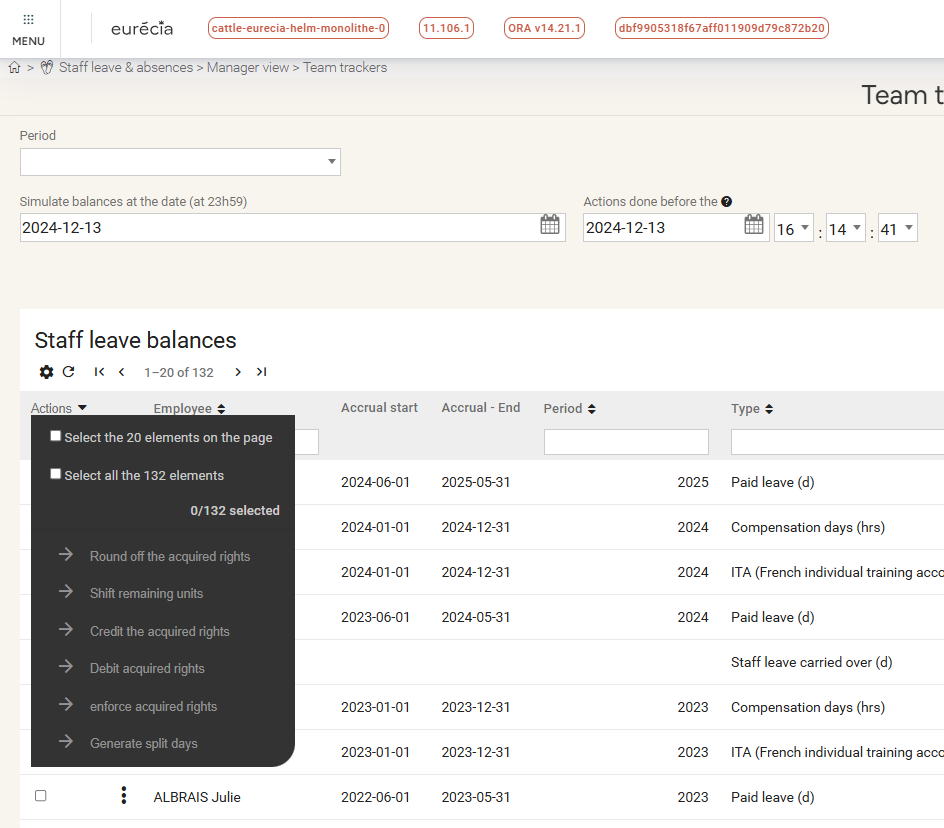 MENU
eurécia
cattle-eurecia-helm-monolithe-0
11.106.1
ORA v14.21.1
dbf9905318f67aff011909d79c872b20
> Staff leave & absences > Manager view > Team trackers
Team t
Period
Simulate balances at the date (at 23h59)
Actions done before the
2024-12-13
2024-12-13
16 : 14 : 41
Staff leave balances
1–20 of 132
Actions Employee Accrual start Accrual - End Period Type
Select the 20 elements on the page
Select all the 132 elements
0/132 selected
Round off the acquired rights
Shift remaining units
Credit the acquired rights
Debit acquired rights
enforce acquired rights
Generate split days
2024-06-01 2025-05-31 2025 Paid leave (d)
2024-01-01 2024-12-31 2024 Compensation days (hrs)
2024-01-01 2024-12-31 2024 ITA (French individual training acco
2023-06-01 2024-05-31 2024 Paid leave (d)
Staff leave carried over (d)
2023-01-01 2023-12-31 2023 Compensation days (hrs)
2023-01-01 2023-12-31 2023 ITA (French individual training acco
ALBRAIS Julie 2022-06-01 2023-05-31 2023 Paid leave (d)